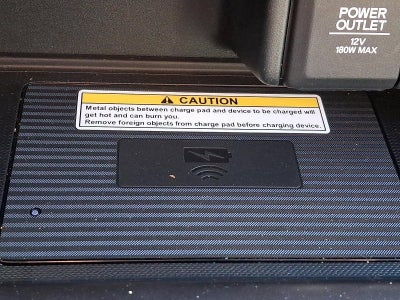 POWER
OUTLET
12V
180W MAX
CAUTION
Metal objects between charge pad and device to be charged will
get hot and can burn you.
Remove foreign objects from charge pad before charging device.